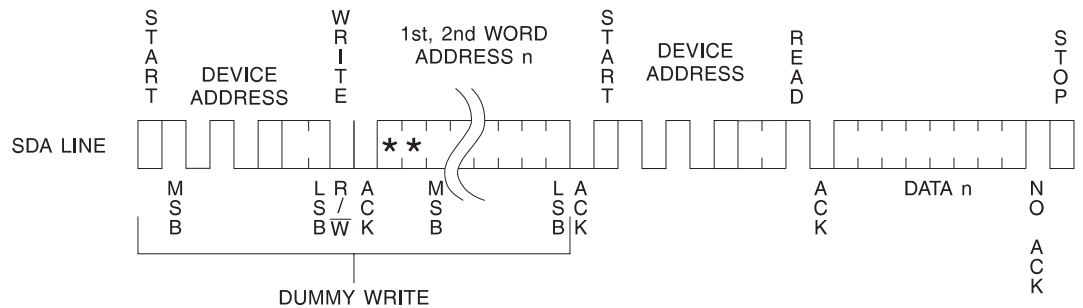 START
WRITE
1st, 2nd WORD
ADDRESS n
START
DEVICE
ADDRESS
READ
STOP
DEVICE
ADDRESS
SDA LINE
* *
MSB
LSB
R/W
ACK
MSB
LSB
ACK
ACK
DATA n
NO ACK
DUMMY WRITE